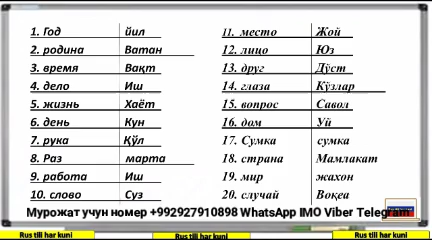 1. Год йил
2. родина Ватан
3. время Вақт
4. дело Иш
5. жизнь Хаёт
6. день Кун
7. рука Қўл
8. Раз марта
9. работа Иш
10. слово Суз
11. место Жой
12. лицо Юз
13. друг Дўст
14. глаза Кўзлар
15. вопрос Савол
16. дом Уй
17. Сумка сумка
18. страна Мамлакат
19. мир жахон
20. случай Воқеа
Мурожат учун номер +992927910898 WhatsApp IMO Viber Telegram
Rus tili har kuni Rus tili har kuni Rus tili har kuni